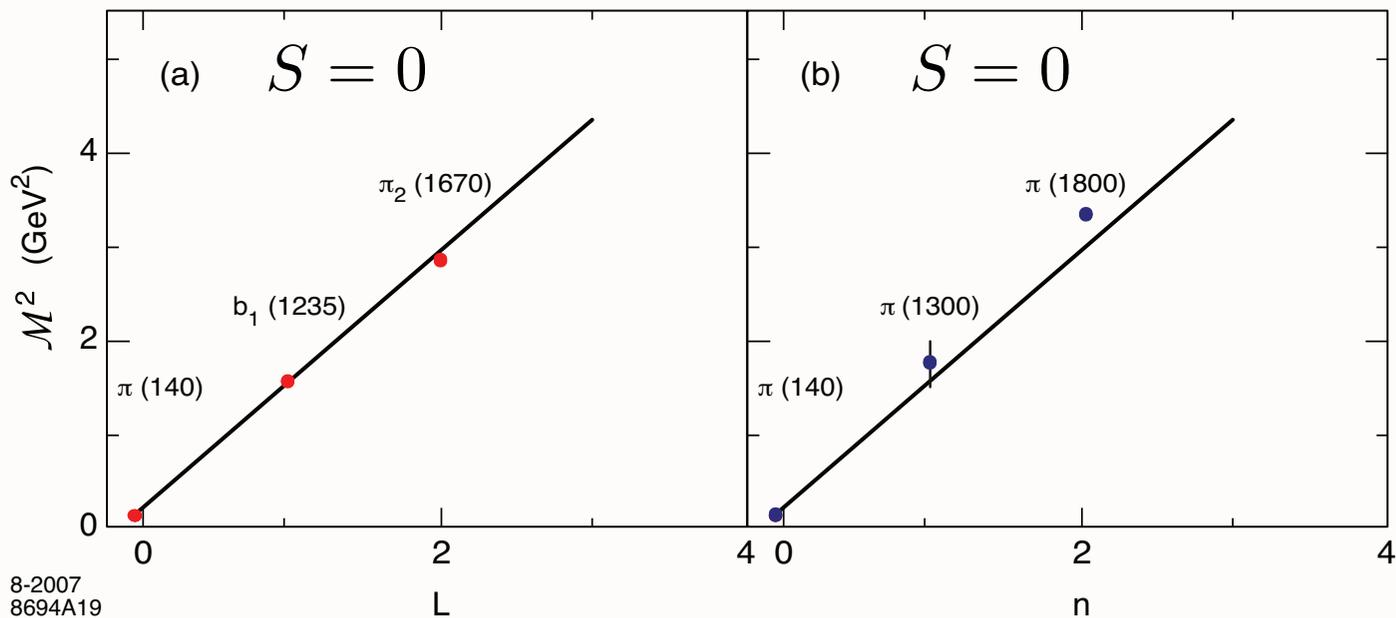 (a) S = 0
(b) S = 0
4
π₂ (1670)
π (1800)
ℳ² (GeV²)
b₁ (1235)
π (1300)
2
π (140)
π (140)
0
0 2 4 0 2 4
L n
8-2007
8694A19